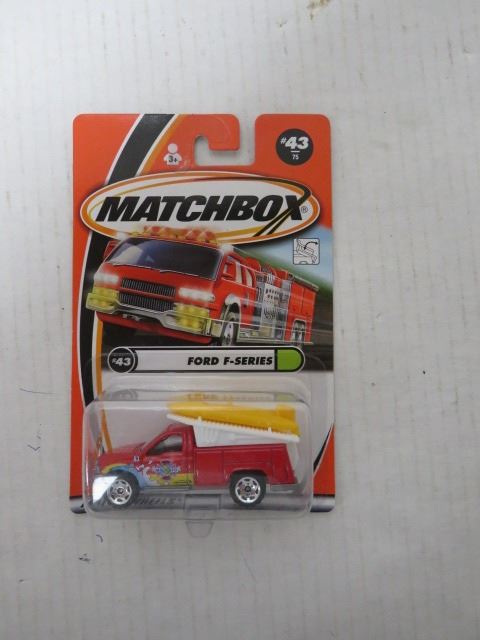 #43
75
3+
MATCHBOX®
#43
FORD F-SERIES